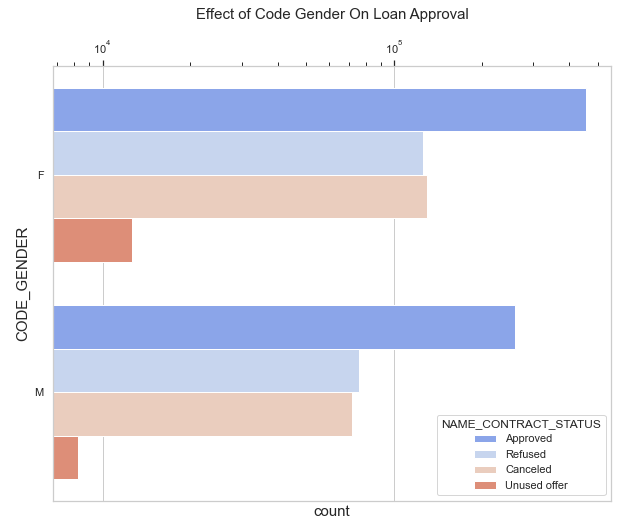 Effect of Code Gender On Loan Approval
10^4 10^5
F
CODE_GENDER
M
NAME_CONTRACT_STATUS
Approved
Refused
Canceled
Unused offer
count